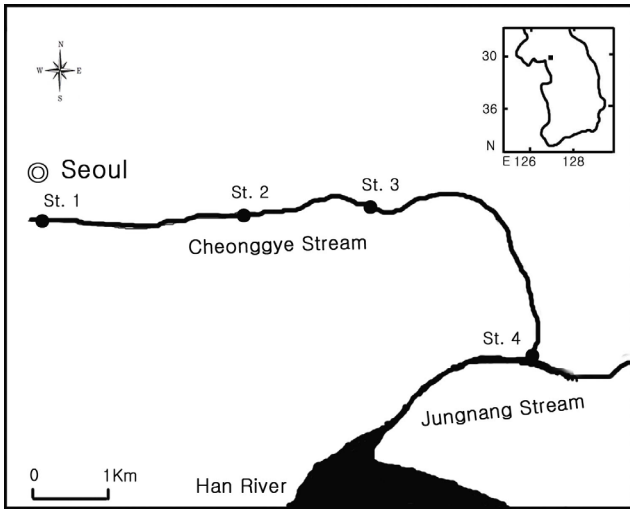 N
W E
S
30
36
N
E 126 128
Seoul
St. 1
St. 2
St. 3
Cheonggye Stream
St. 4
Jungnang Stream
Han River
0 1Km